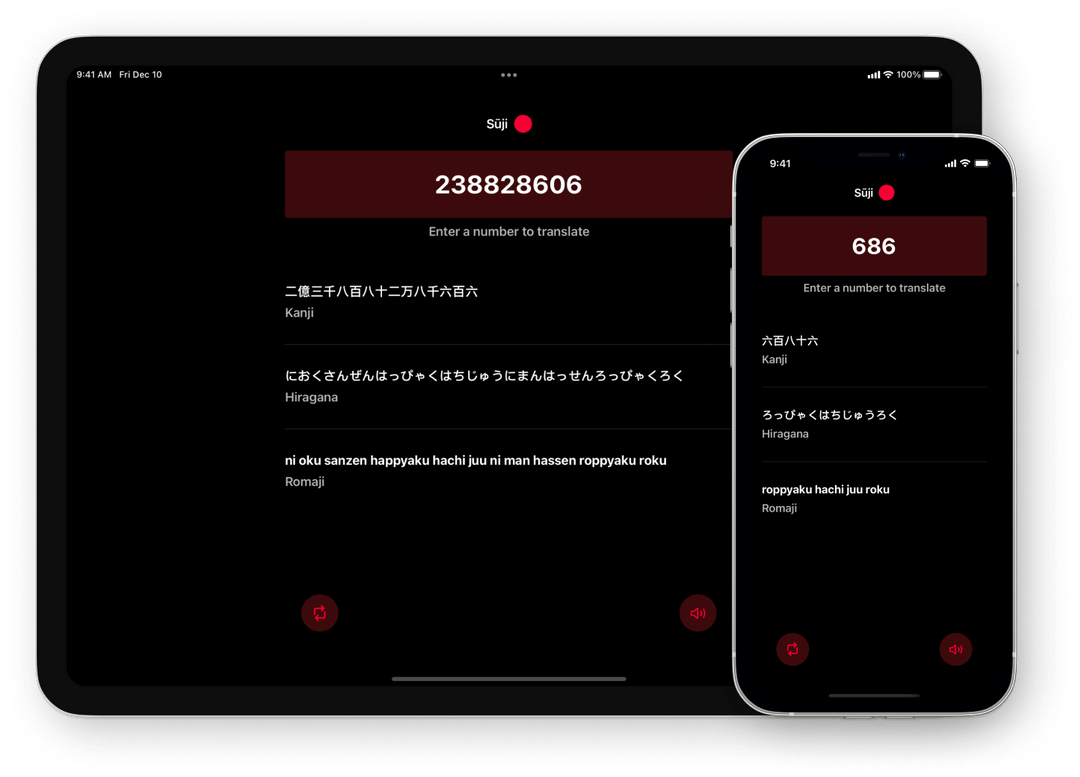 9:41 AM Fri Dec 10
100%
Sūji
238828606
Enter a number to translate
二億三千八百八十二万八千六百六
Kanji
におくさんぜんはっぴゃくはちじゅうにまんはっせんろっぴゃくろく
Hiragana
ni oku sanzen happyaku hachi juu ni man hassen roppyaku roku
Romaji
9:41
Sūji
686
Enter a number to translate
六百八十六
Kanji
ろっぴゃくはちじゅうろく
Hiragana
roppyaku hachi juu roku
Romaji